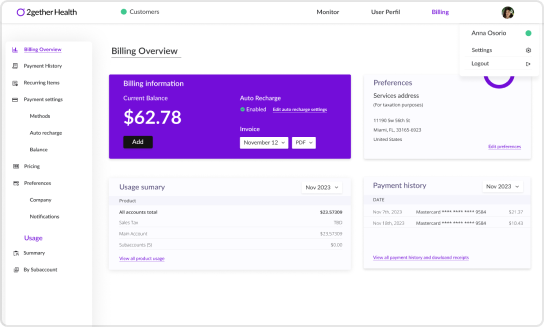 2gether Health
Customers
Monitor
User Perfil
Billing
Anna Osorio
Settings
Logout
Billing Overview
Payment History
Recurring items
Payment settings
Methods
Auto recharge
Balance
Pricing
Preferences
Company
Notifications
Usage
Summary
By Subaccount
Billing Overview
Billing information
Current Balance
$62.78
Add
Auto Recharge
Enabled Edit auto recharge settings
Invoice
November 12 PDF
Preferences
Services address
(For taxation purposes)
11190 Sw 56th St
Miami, FL, 33165-6923
United States
Edit preferences
Usage sumary
Nov 2023
Product
All accounts total $23.57309
Sales Tax TBD
Main Account $23.57309
Subaccounts (5) $0.00
View all product usage
Payment history
Nov 2023
DATE
Nov 7th, 2023 Mastercard **** **** **** 9584 $21.37
Nov 10th, 2023 Mastercard **** **** **** 9584 $10.43
View all payment history and dowloaod receipts